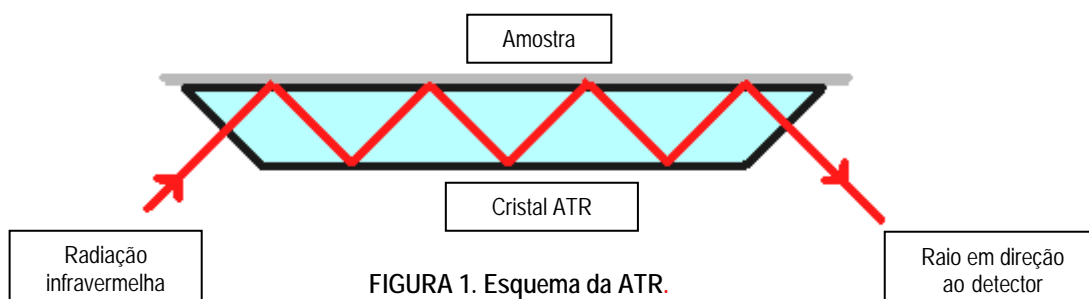 Amostra
Cristal ATR
Radiação
infravermelha
FIGURA 1. Esquema da ATR.
Raio em direção
ao detector